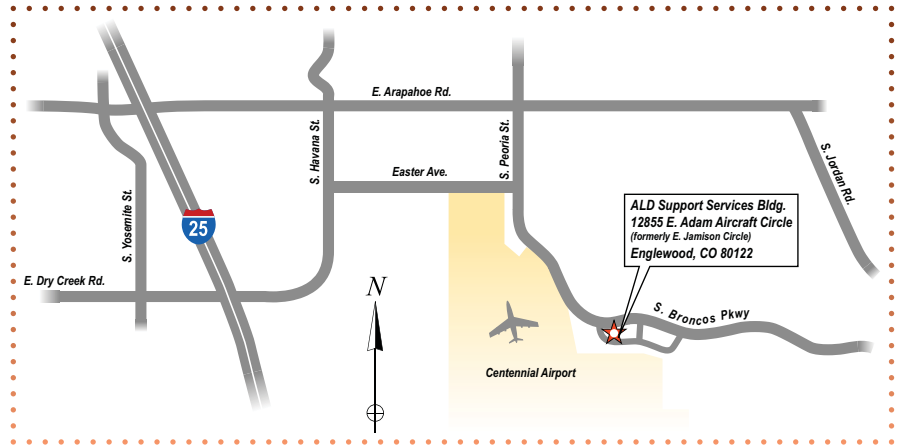 E. Arapahoe Rd.
S. Havana St.
S. Peoria St.
Easter Ave.
S. Jordan Rd.
S. Yosemite St.
25
ALD Support Services Bldg.
12855 E. Adam Aircraft Circle
(formerly E. Jamison Circle)
Englewood, CO 80122
E. Dry Creek Rd.
N
S. Broncos Pkwy
Centennial Airport